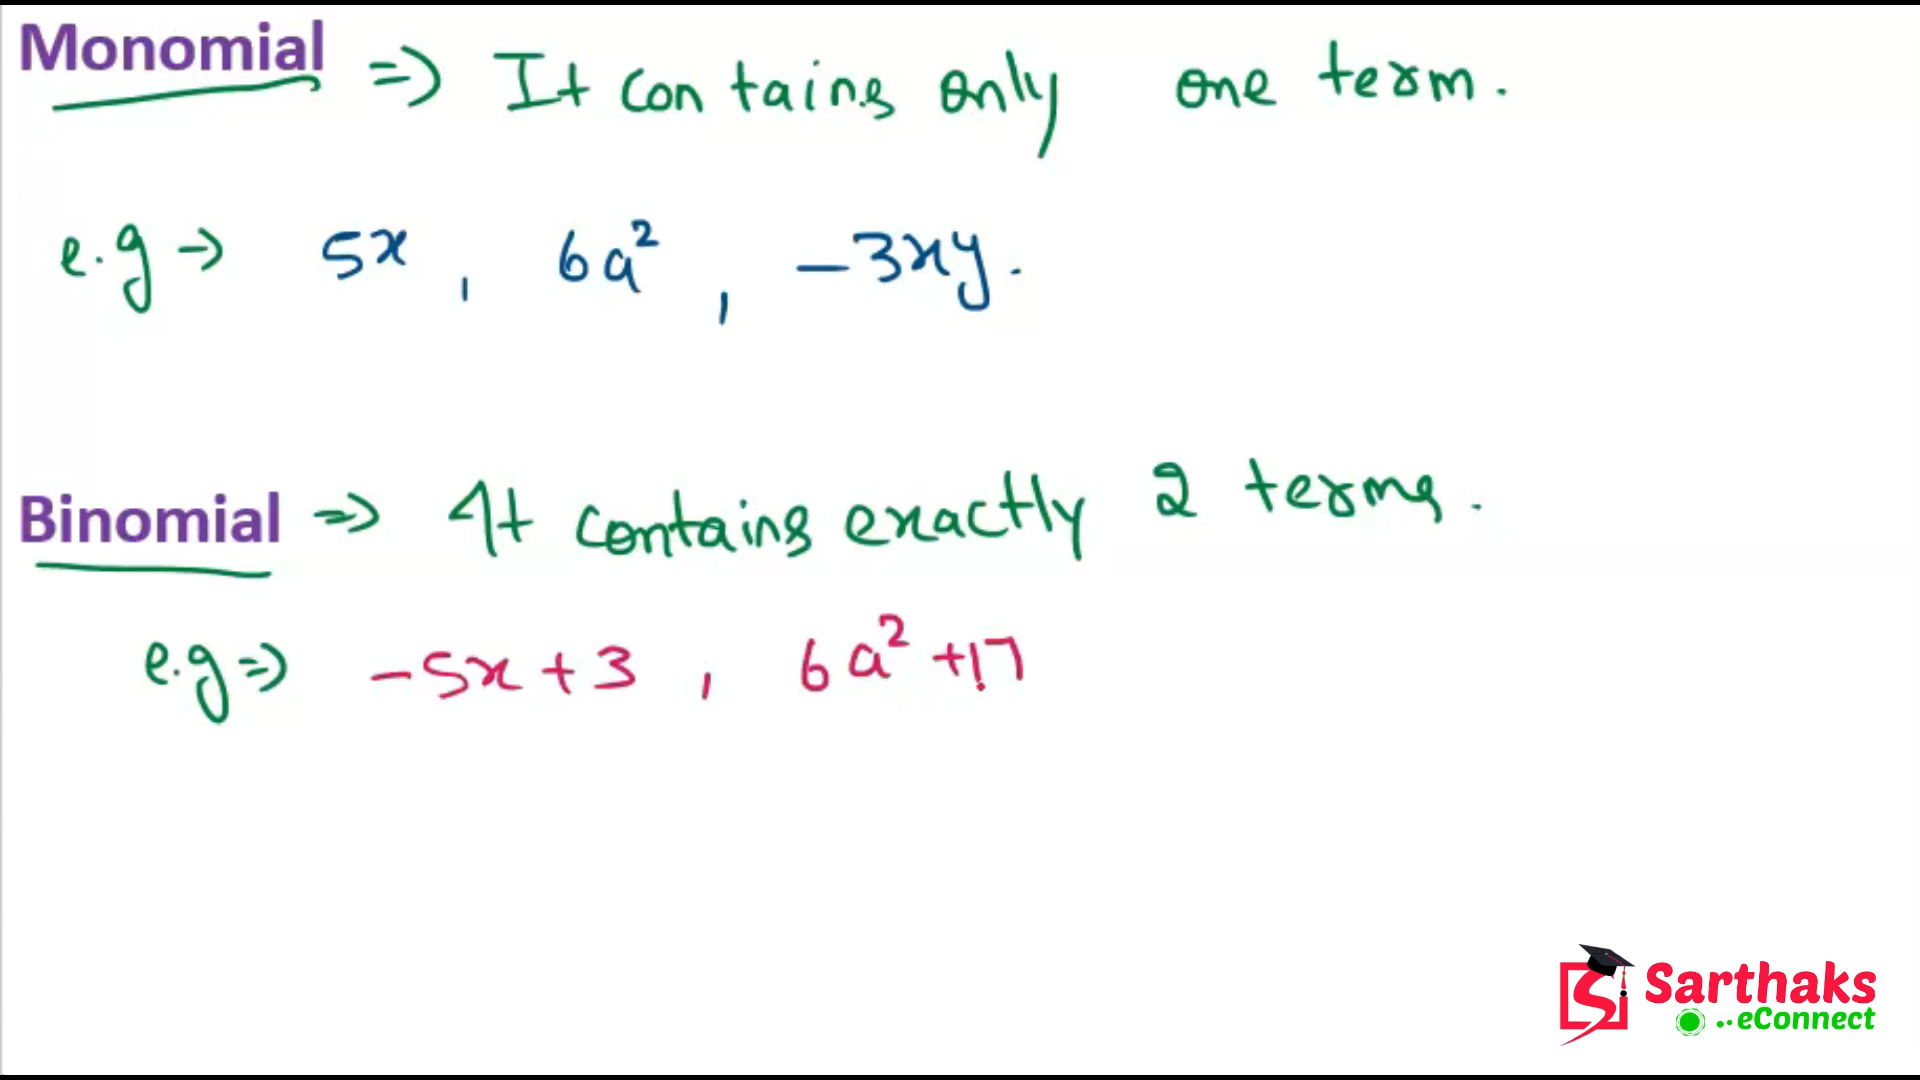 Monomial => It contains only one term.
e.g → 5x, 6a², -3xy.
Binomial => It contains exactly 2 terms.
e.g => -5x+3, 6a²+17
Sarthaks
eConnect